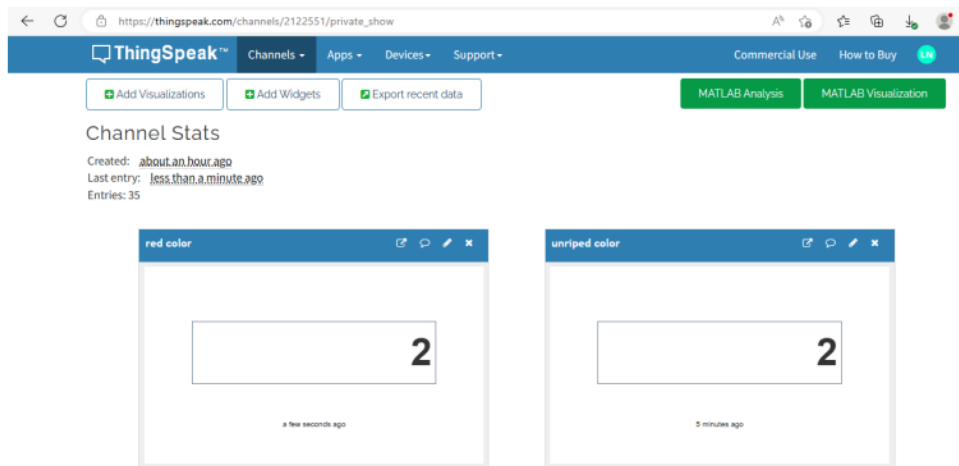 https://thingspeak.com/channels/2122551/private_show
ThingSpeak™ Channels Apps Devices Support Commercial Use How to Buy LN
Add Visualizations Add Widgets Export recent data MATLAB Analysis MATLAB Visualization
Channel Stats
Created: about an hour ago
Last entry: less than a minute ago
Entries: 35
red color unriped color
2 2
a few seconds ago 5 minutes ago